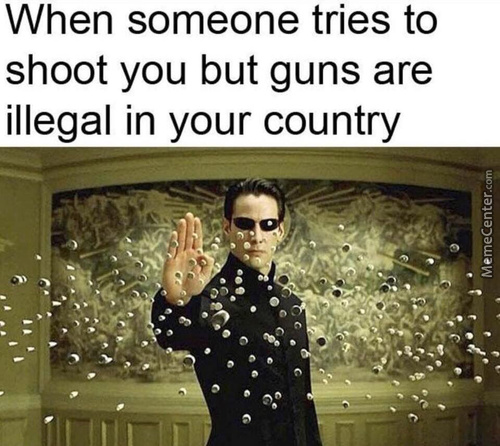 When someone tries to
shoot you but guns are
illegal in your country
MemeCenter.com